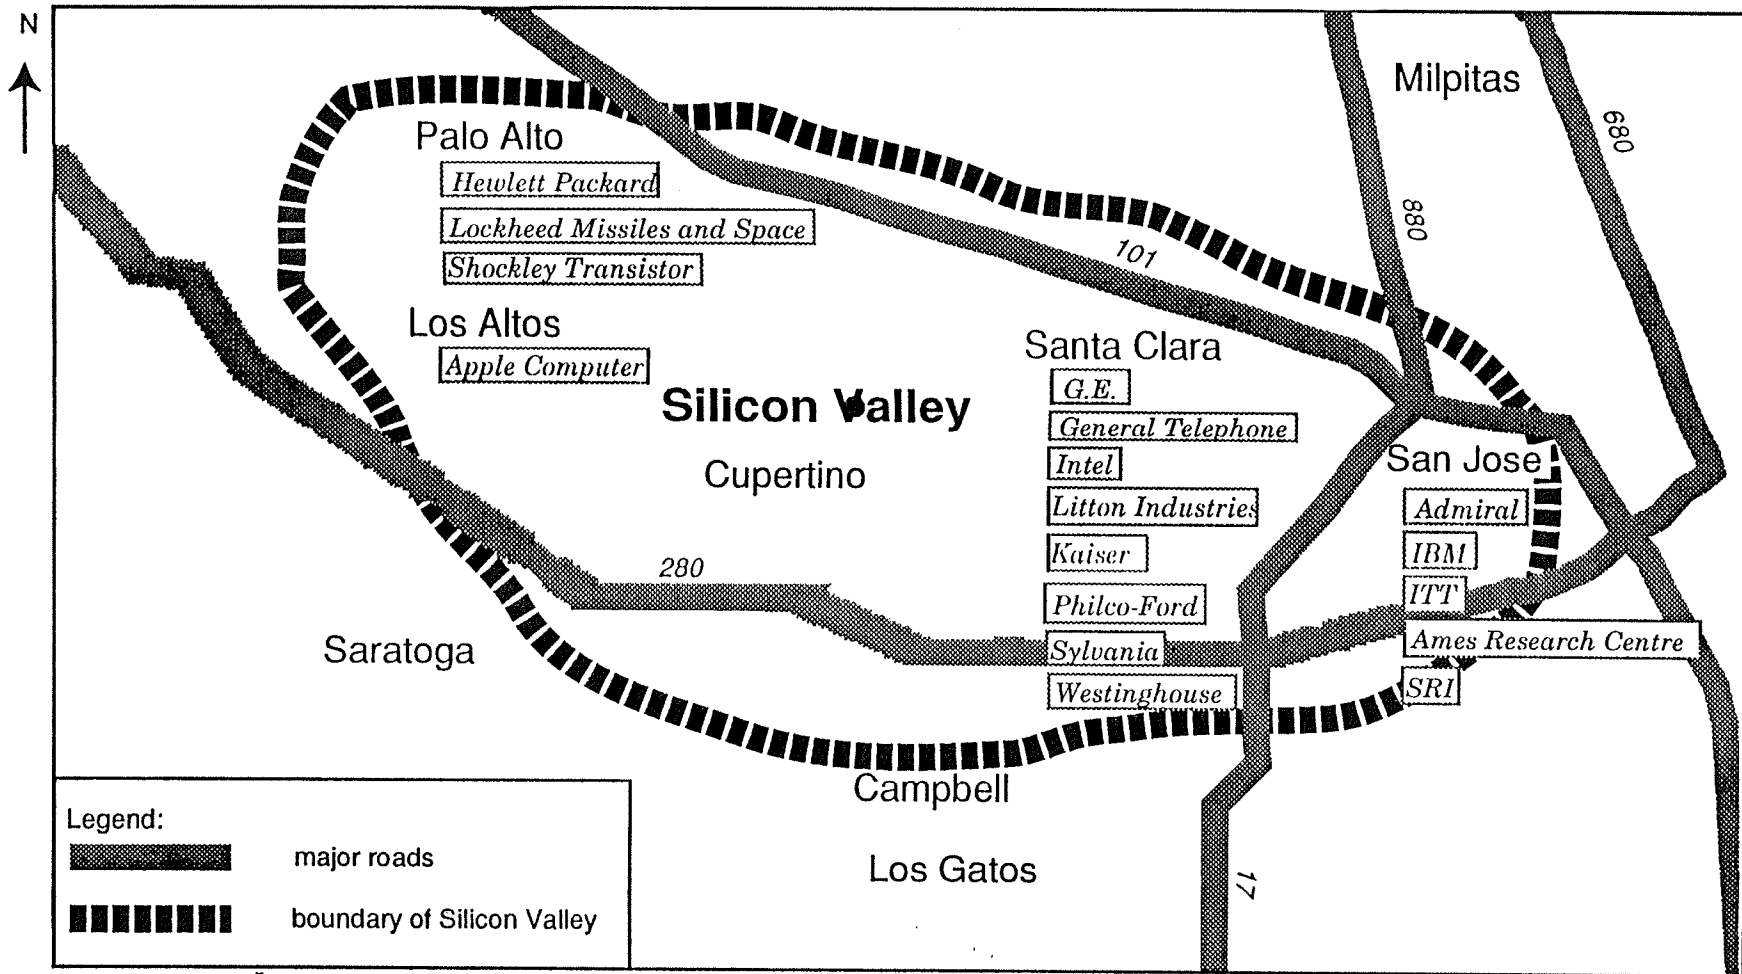 N
Milpitas
680
Palo Alto
Hewlett Packard
Lockheed Missiles and Space
Shockley Transistor
880
101
Los Altos
Apple Computer
Santa Clara
G.E.
General Telephone
Intel
Litton Industries
Kaiser
Philco-Ford
Sylvania
Westinghouse
Silicon Valley
Cupertino
San Jose
Admiral
IBM
ITT
Ames Research Centre
SRI
280
Saratoga
Campbell
Los Gatos
17
Legend:
major roads
boundary of Silicon Valley